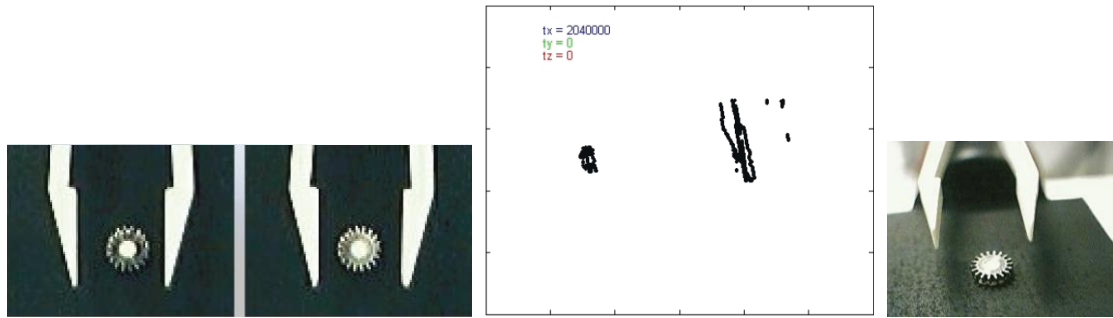 tx = 2040000
ty = 0
tz = 0